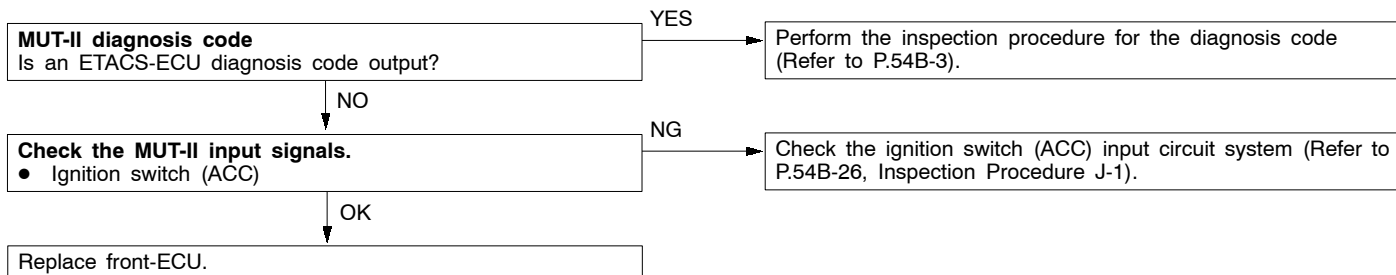 MUT-II diagnosis code
Is an ETACS-ECU diagnosis code output?
YES
Perform the inspection procedure for the diagnosis code
(Refer to P.54B-3).
NO
Check the MUT-II input signals.
● Ignition switch (ACC)
NG
Check the ignition switch (ACC) input circuit system (Refer to
P.54B-26, Inspection Procedure J-1).
OK
Replace front-ECU.